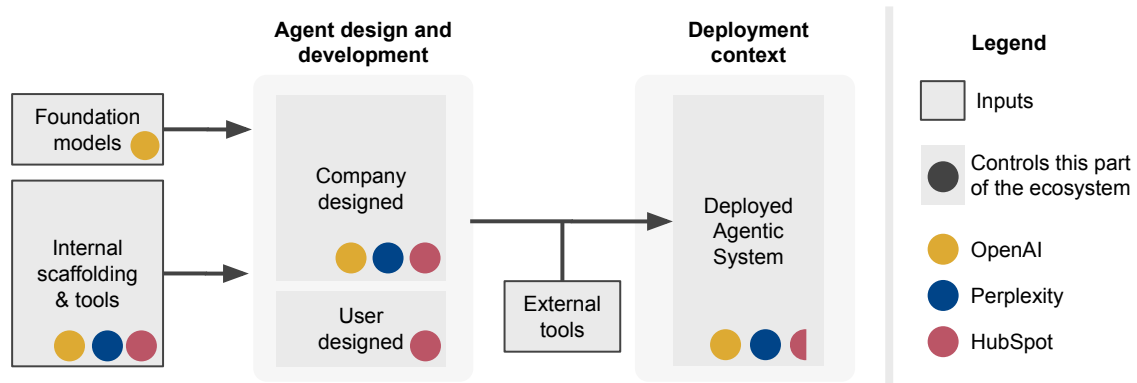 Agent design and
development
Deployment
context
Legend
Foundation
models
Inputs
Company
designed
Controls this part
of the ecosystem
Internal
scaffolding
& tools
Deployed
Agentic
System
OpenAI
External
tools
Perplexity
User
designed
HubSpot